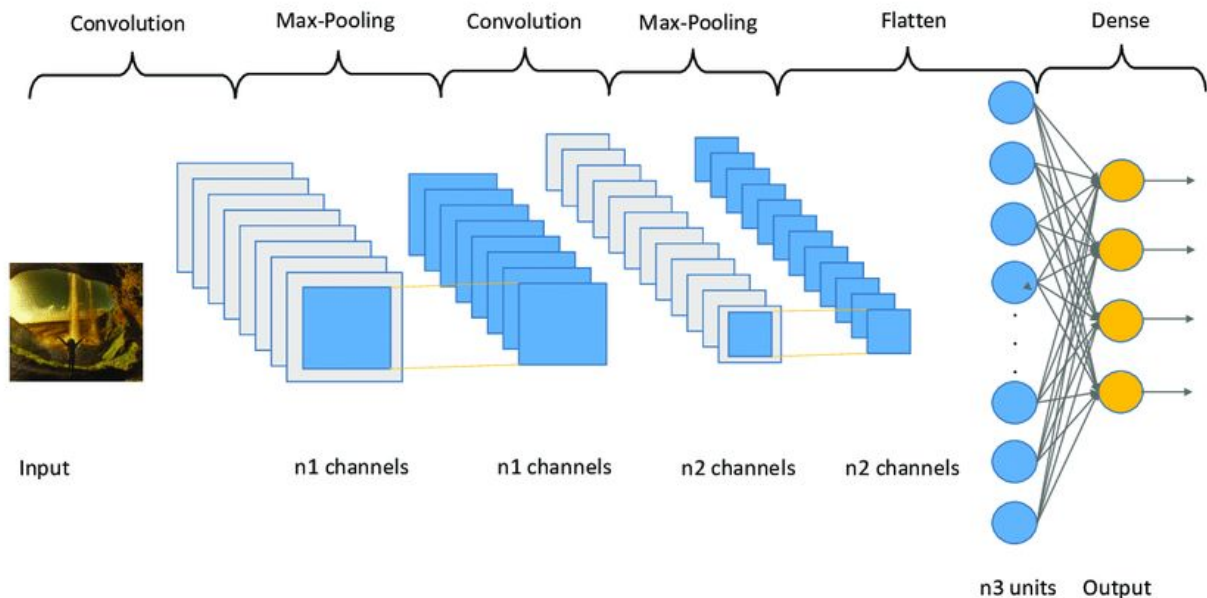 Convolution Max-Pooling Convolution Max-Pooling Flatten Dense
Input n1 channels n1 channels n2 channels n2 channels
n3 units Output